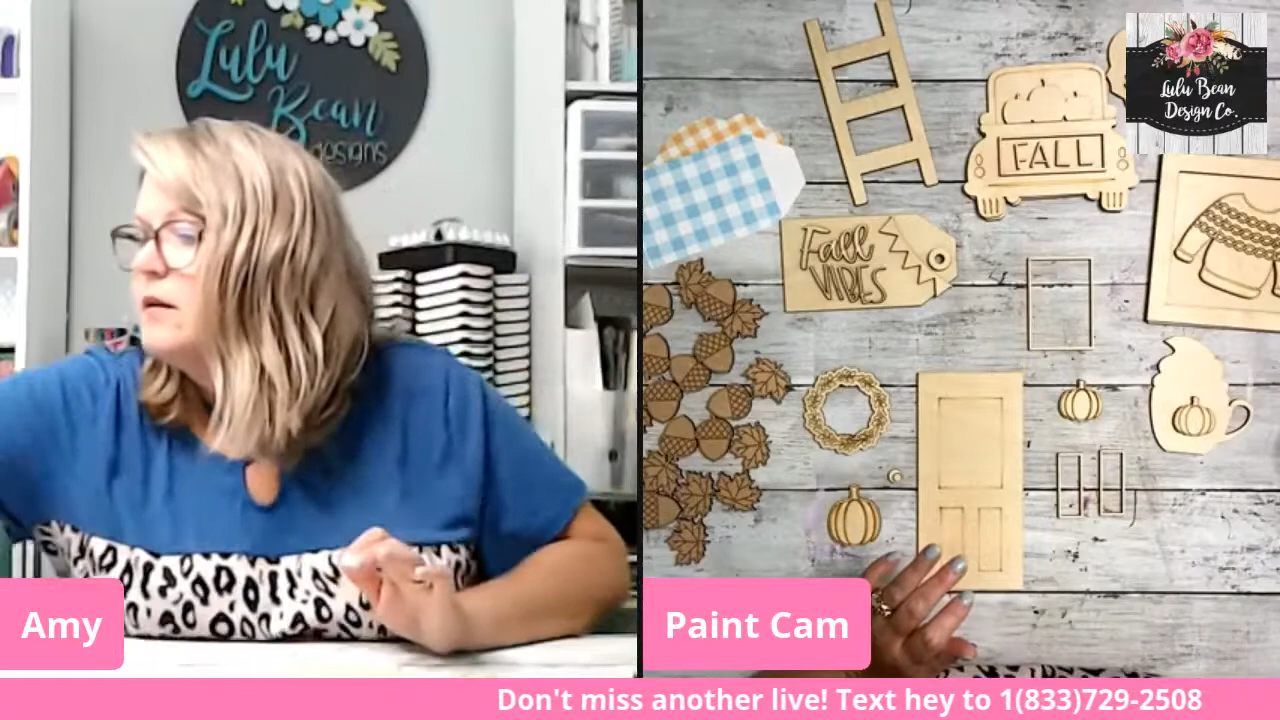 Lulu
Bean
designs
Lulu Bean
Design Co.
FALL
Fall
VIBES
Amy
Paint Cam
Don't miss another live! Text hey to 1(833)729-2508